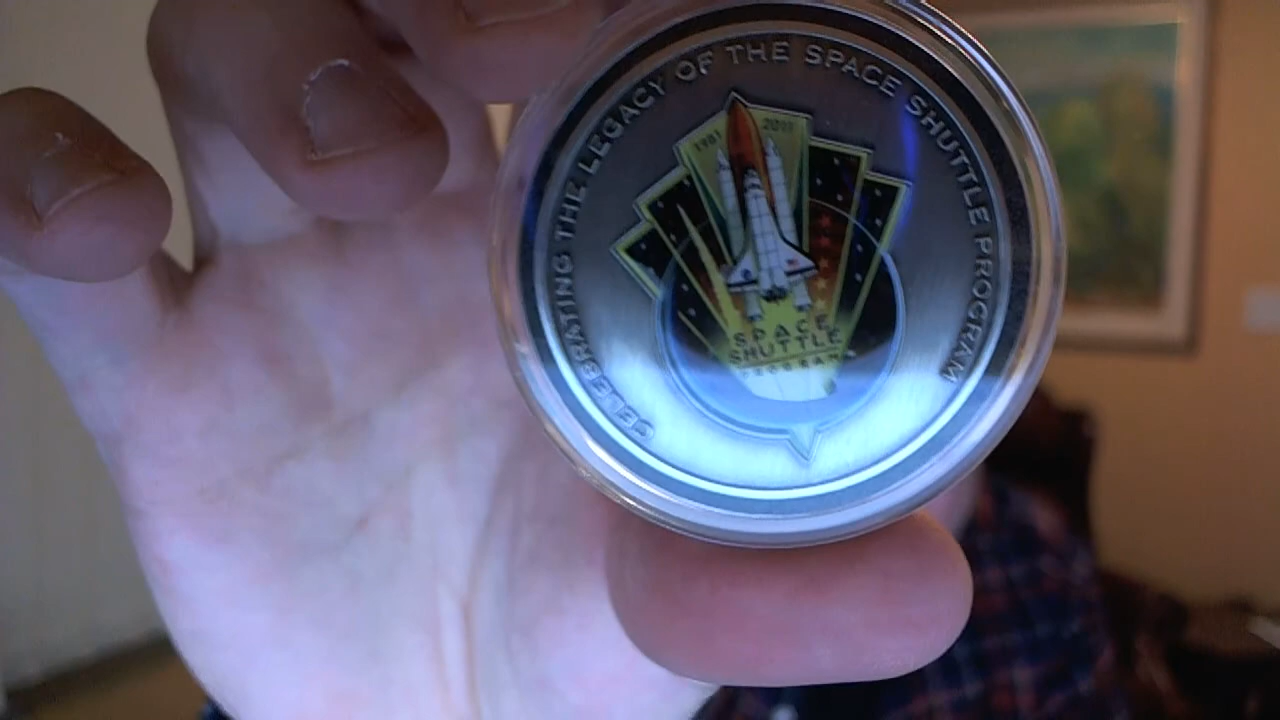 CELEBRATING THE LEGACY OF THE SPACE SHUTTLE PROGRAM
1981 2011
SPACE
SHUTTLE
PROGRAM